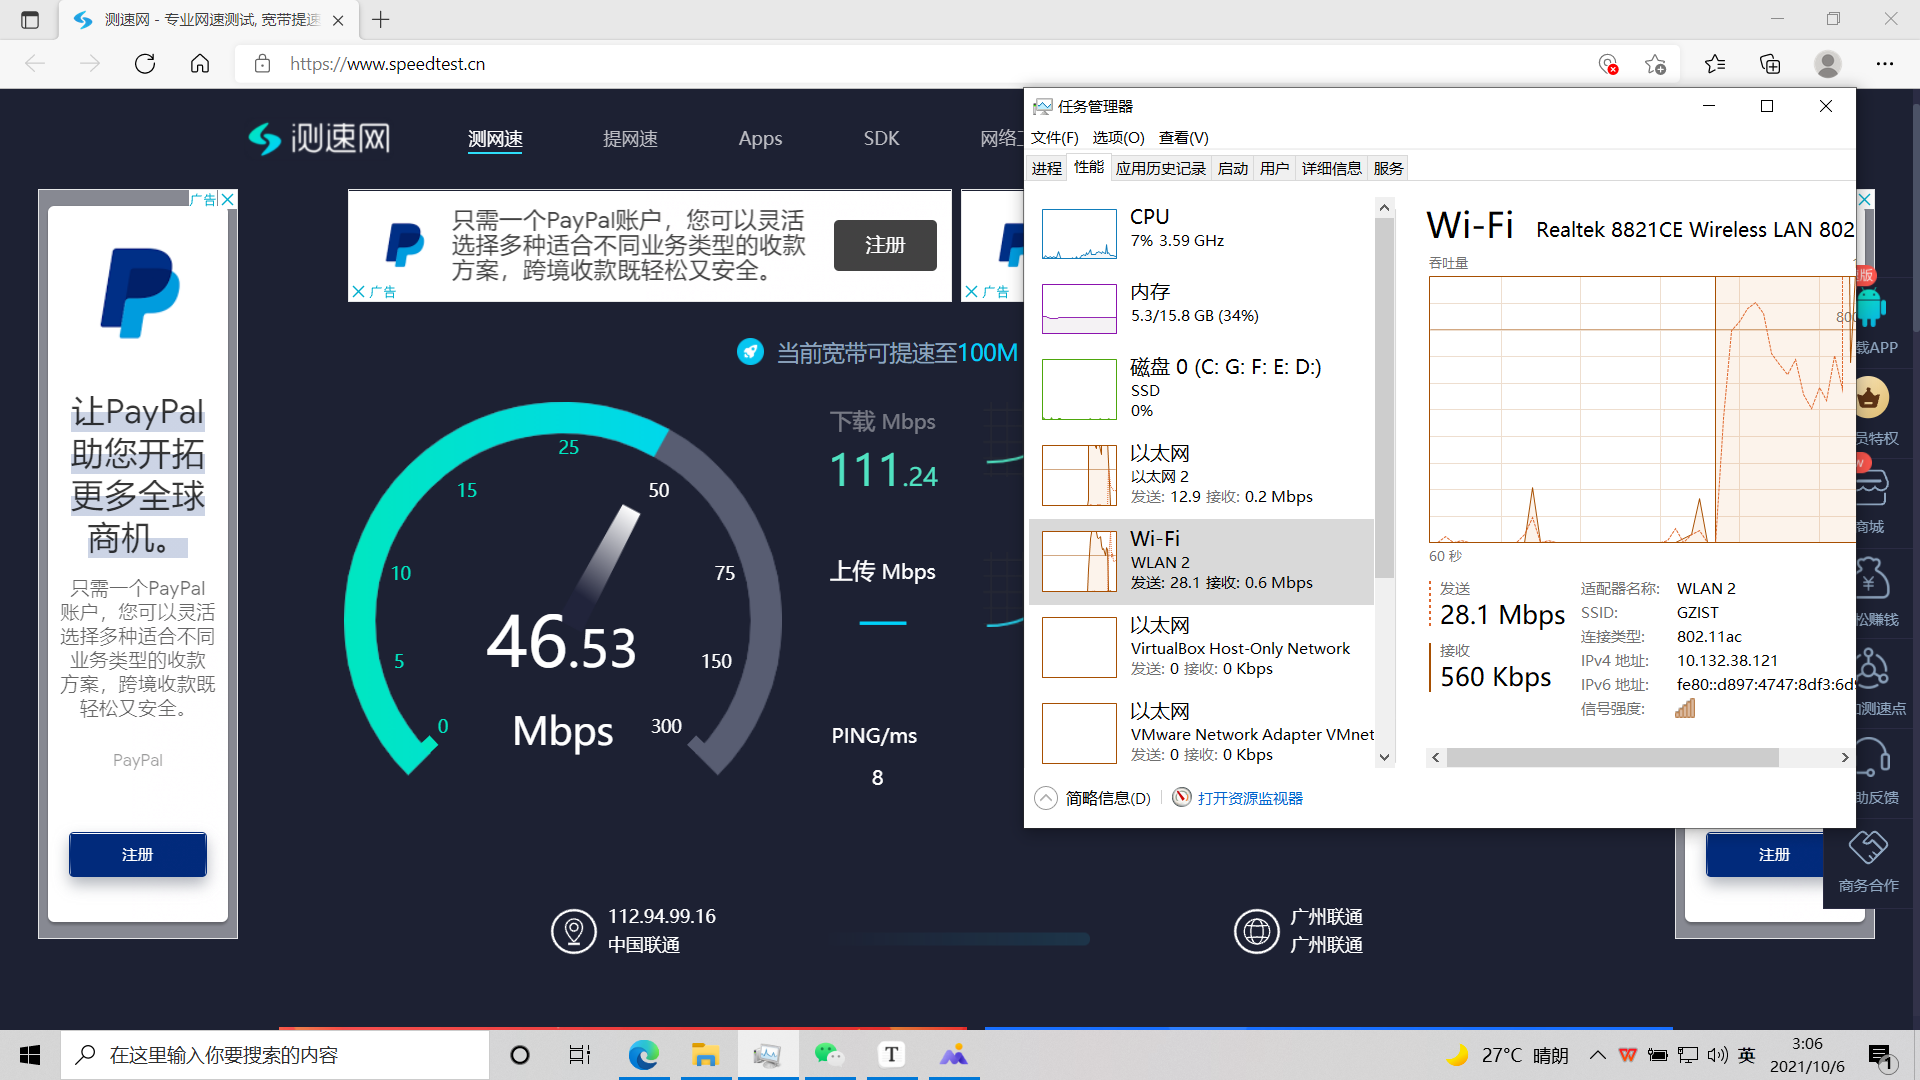 测速网 - 专业网速测试, 宽带提速
https://www.speedtest.cn
测速网
测网速
提网速
Apps
SDK
网络
广告
让PayPal
助您开拓
更多全球
商机。
只需一个PayPal
账户，您可以灵活
选择多种适合不同
业务类型的收款
方案，跨境收款既
轻松又安全。
PayPal
注册
只需一个PayPal账户，您可以灵活
选择多种适合不同业务类型的收款
方案，跨境收款既轻松又安全。
注册
广告
广告
当前宽带可提速至100M
0
5
10
15
25
50
75
150
300
46.53
Mbps
下载 Mbps
111.24
上传 Mbps
PING/ms
8
112.94.99.16
中国联通
广州联通
广州联通
任务管理器
文件(F) 选项(O) 查看(V)
进程 性能 应用历史记录 启动 用户 详细信息 服务
CPU
7% 3.59 GHz
内存
5.3/15.8 GB (34%)
磁盘 0 (C: G: F: E: D:)
SSD
0%
以太网
以太网 2
发送: 12.9 接收: 0.2 Mbps
Wi-Fi
WLAN 2
发送: 28.1 接收: 0.6 Mbps
以太网
VirtualBox Host-Only Network
发送: 0 接收: 0 Kbps
以太网
VMware Network Adapter VMnet
发送: 0 接收: 0 Kbps
Wi-Fi Realtek 8821CE Wireless LAN 802
吞吐量
800
60 秒
发送
28.1 Mbps
接收
560 Kbps
适配器名称: WLAN 2
SSID: GZIST
连接类型: 802.11ac
IPv4 地址: 10.132.38.121
IPv6 地址: fe80::d897:4747:8df3:6d
信号强度:
简略信息(D)
打开资源监视器
版
载APP
员特权
商城
松赚钱
测速点
助反馈
商务合作
注册
在这里输入你要搜索的内容
T
27°C 晴朗
英
3:06
2021/10/6
1